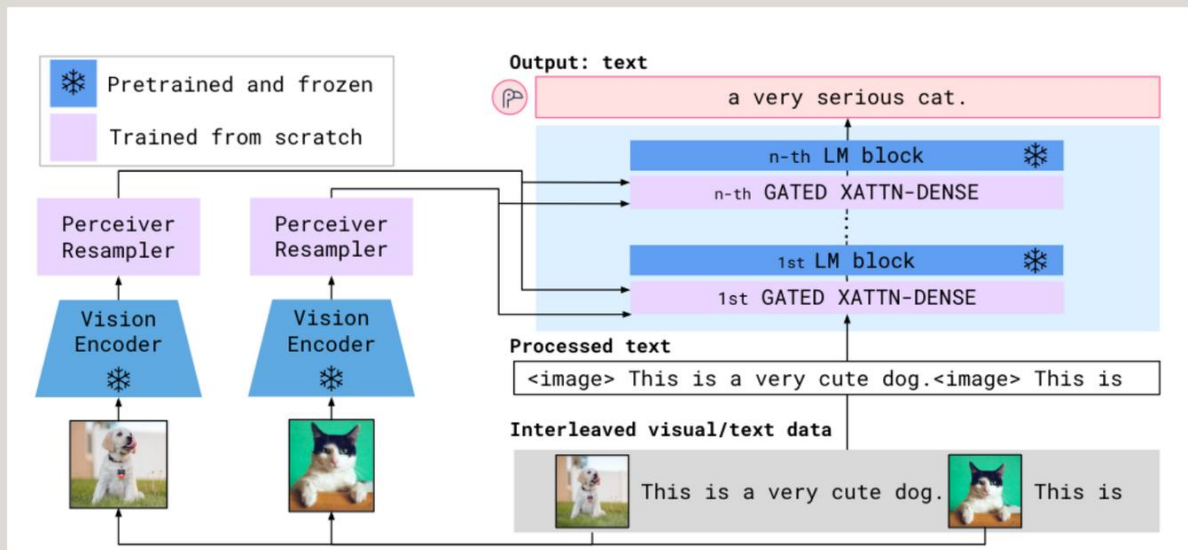 Pretrained and frozen
Trained from scratch
Perceiver
Resampler
Perceiver
Resampler
Vision
Encoder
Vision
Encoder
Output: text
a very serious cat.
n-th LM block
n-th GATED XATTN-DENSE
1st LM block
1st GATED XATTN-DENSE
Processed text
<image> This is a very cute dog.<image> This is
Interleaved visual/text data
This is a very cute dog. This is